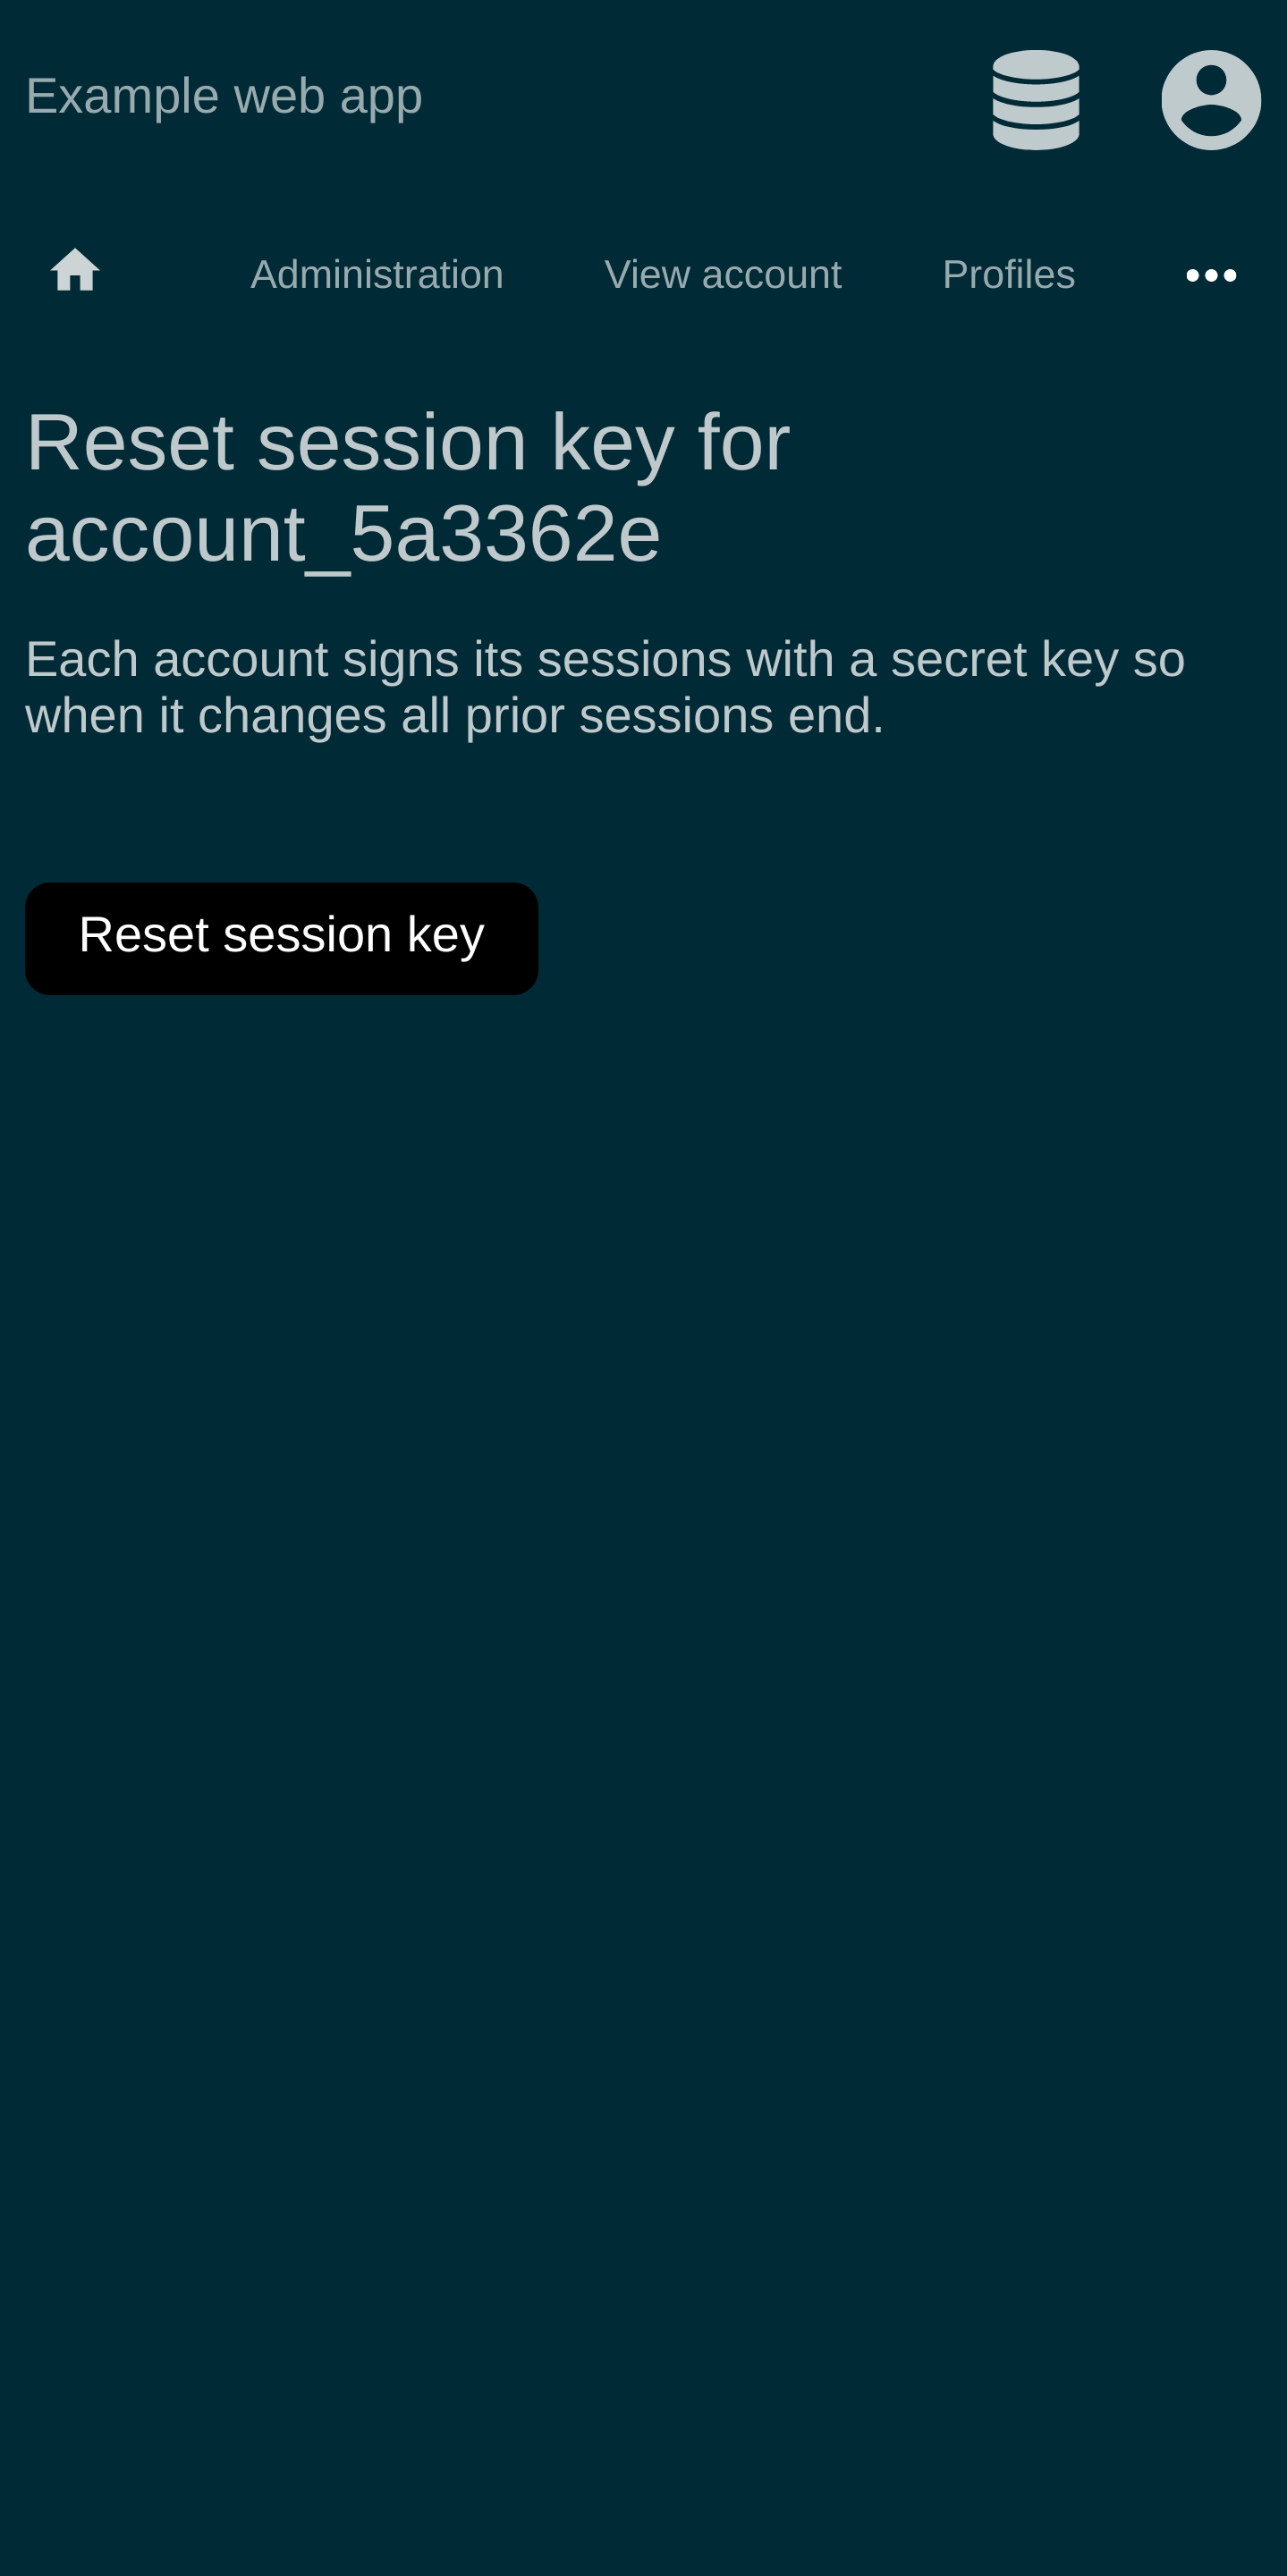 Example web app
Administration View account Profiles
Reset session key for
account_5a3362e
Each account signs its sessions with a secret key so
when it changes all prior sessions end.
Reset session key